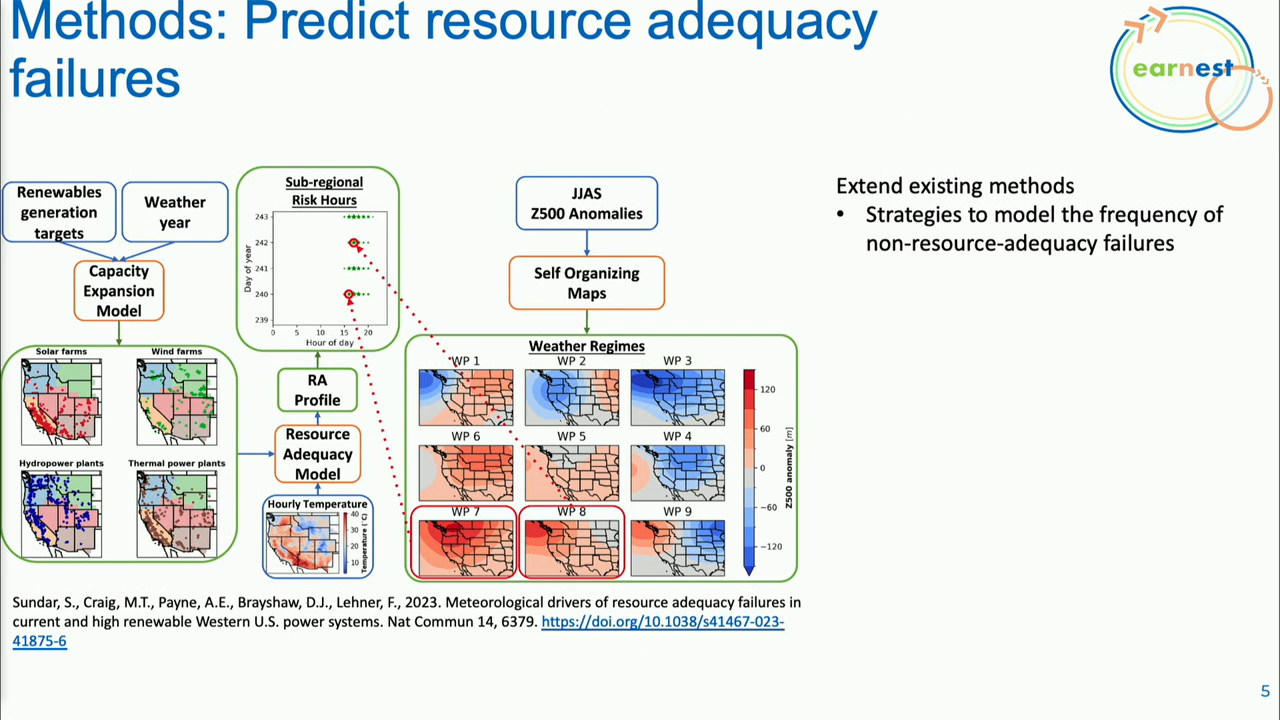 Methods: Predict resource adequacy
failures
earnest
Renewables
generation
targets
Weather
year
Capacity
Expansion
Model
Solar farms
Wind farms
Hydropower plants
Thermal power plants
Sub-regional
Risk Hours
243
242
241
240
239
Day of year
0 5 10 15 20
Hour of day
RA
Profile
Resource
Adequacy
Model
Hourly Temperature
40
30
20
10
Temperature (°C)
JJAS
Z500 Anomalies
Self Organizing
Maps
Weather Regimes
WP 1 WP 2 WP 3
WP 6 WP 5 WP 4
WP 7 WP 8 WP 9
120
60
0
−60
−120
Z500 anomaly [m]
Extend existing methods
• Strategies to model the frequency of
non-resource-adequacy failures
Sundar, S., Craig, M.T., Payne, A.E., Brayshaw, D.J., Lehner, F., 2023. Meteorological drivers of resource adequacy failures in
current and high renewable Western U.S. power systems. Nat Commun 14, 6379. https://doi.org/10.1038/s41467-023-
41875-6
5